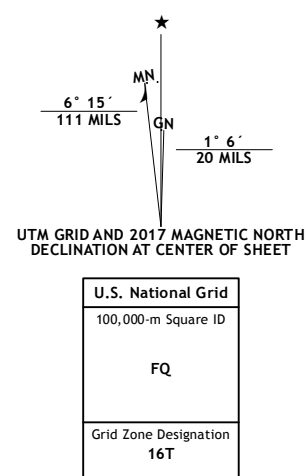 ★
MN.
GN
6° 15´
111 MILS
1° 6´
20 MILS
UTM GRID AND 2017 MAGNETIC NORTH
DECLINATION AT CENTER OF SHEET
U.S. National Grid
100,000-m Square ID
FQ
Grid Zone Designation
16T